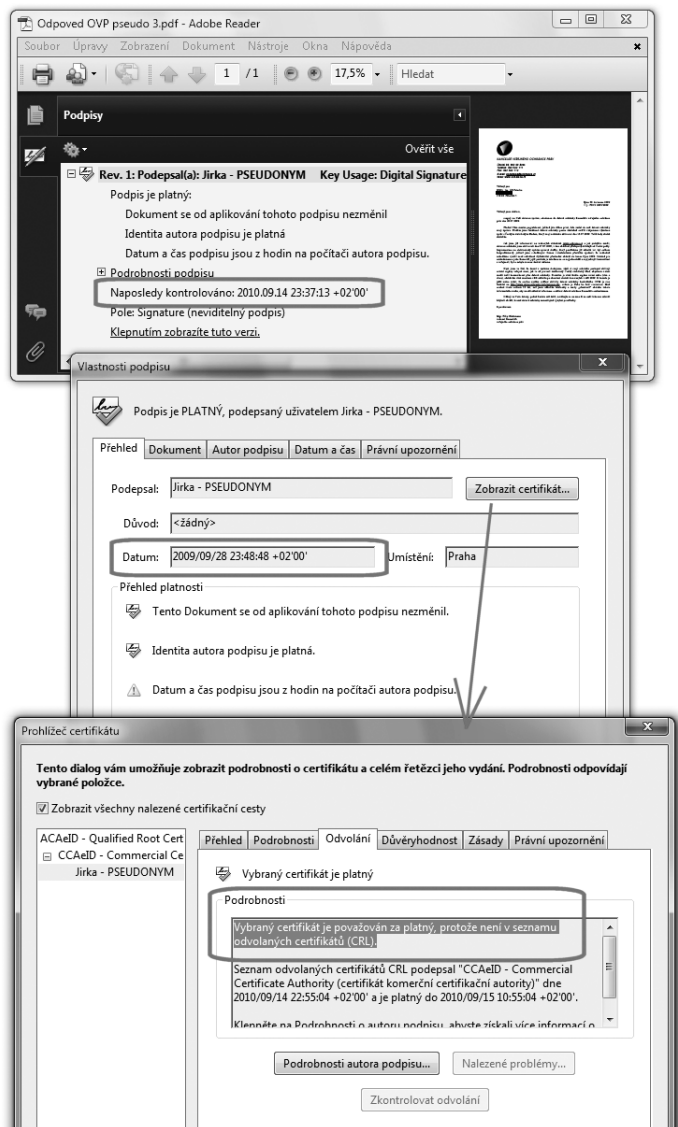 Odpoved OVP pseudo 3.pdf - Adobe Reader
Soubor Úpravy Zobrazení Dokument Nástroje Okna Nápověda
1 / 1 17,5% Hledat
Podpisy
Ověřit vše
Rev. 1: Podepsal(a): Jirka - PSEUDONYM Key Usage: Digital Signature
Podpis je platný:
Dokument se od aplikování tohoto podpisu nezměnil
Identita autora podpisu je platná
Datum a čas podpisu jsou z hodin na počítači autora podpisu.
Podrobnosti podpisu
Naposledy kontrolováno: 2010.09.14 23:37:13 +02'00'
Pole: Signature (neviditelný podpis)
Klepnutím zobrazíte tuto verzi.
Vlastnosti podpisu
Podpis je PLATNÝ, podepsaný uživatelem Jirka - PSEUDONYM.
Přehled Dokument Autor podpisu Datum a čas Právní upozornění
Podepsal: Jirka - PSEUDONYM Zobrazit certifikát...
Důvod: <žádný>
Datum: 2009/09/28 23:48:48 +02'00' Umístění: Praha
Přehled platnosti
Tento Dokument se od aplikování tohoto podpisu nezměnil.
Identita autora podpisu je platná.
Datum a čas podpisu jsou z hodin na počítači autora podpisu.
Prohlížeč certifikátu
Tento dialog vám umožňuje zobrazit podrobnosti o certifikátu a celém řetězci jeho vydání. Podrobnosti odpovídají
vybrané položce.
Zobrazit všechny nalezené certifikační cesty
ACAeID - Qualified Root Cert
CCAeID - Commercial Ce
Jirka - PSEUDONYM
Přehled Podrobnosti Odvolání Důvěryhodnost Zásady Právní upozornění
Vybraný certifikát je platný
Podrobnosti
Vybraný certifikát je považován za platný, protože není v seznamu
odvolaných certifikátů (CRL).
Seznam odvolaných certifikátů CRL podepsal "CCAeID - Commercial
Certificate Authority (certifikát komerční certifikační autority)" dne
2010/09/14 22:55:04 +02'00' a je platný do 2010/09/15 10:55:04 +02'00'.
Klepněte na Podrobnosti o autoru podpisu, abyste získali více informací o
Podrobnosti autora podpisu... Nalezené problémy...
Zkontrolovat odvolání